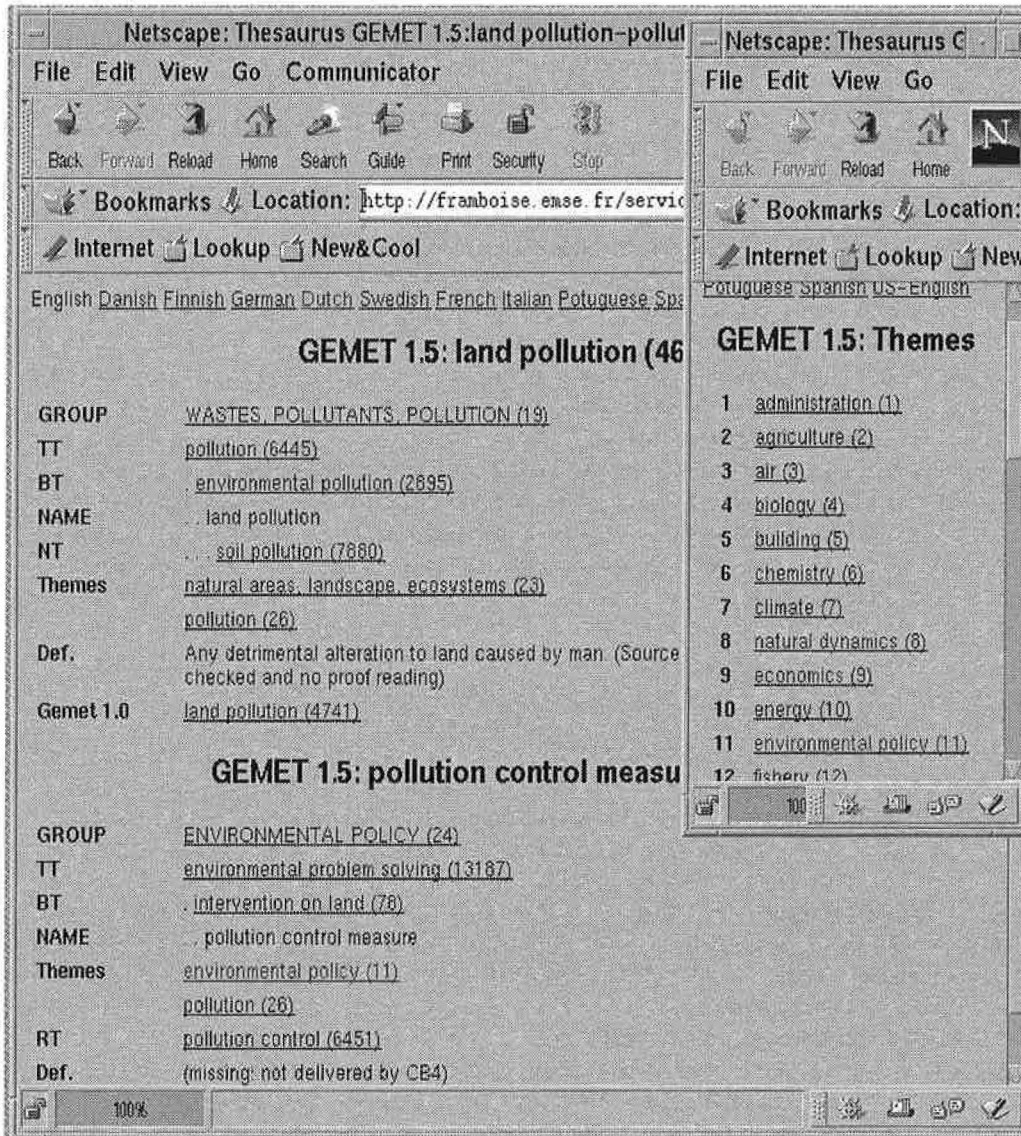 Netscape: Thesaurus GEMET 1.5:land pollution-pollut
File Edit View Go Communicator
Back Forward Reload Home Search Guide Print Security Stop
Bookmarks Location: http://framboise.emse.fr/servic
Internet Lookup New&Cool
English Danish Finnish German Dutch Swedish French Italian Potuguese Spa
GEMET 1.5: land pollution (46
GROUP WASTES, POLLUTANTS, POLLUTION (19)
TT pollution (6445)
BT . environmental pollution (2895)
NAME . . land pollution
NT . . . soil pollution (7880)
Themes natural areas, landscape, ecosystems (23)
pollution (26)
Def. Any detrimental alteration to land caused by man. (Source
checked and no proof reading)
Gemet 1.0 land pollution (4741)
GEMET 1.5: pollution control measu
GROUP ENVIRONMENTAL POLICY (24)
TT environmental problem solving (13187)
BT . intervention on land (78)
NAME . . pollution control measure
Themes environmental policy (11)
pollution (26)
RT pollution control (6451)
Def. (missing: not delivered by CB4)
100%
Netscape: Thesaurus G
File Edit View Go
Back Forward Reload Home N
Bookmarks Location:
Internet Lookup New
Potuguese Spanish US-English
GEMET 1.5: Themes
1 administration (1)
2 agriculture (2)
3 air (3)
4 biology (4)
5 building (5)
6 chemistry (6)
7 climate (7)
8 natural dynamics (8)
9 economics (9)
10 energy (10)
11 environmental policy (11)
12 fishery (12)
100